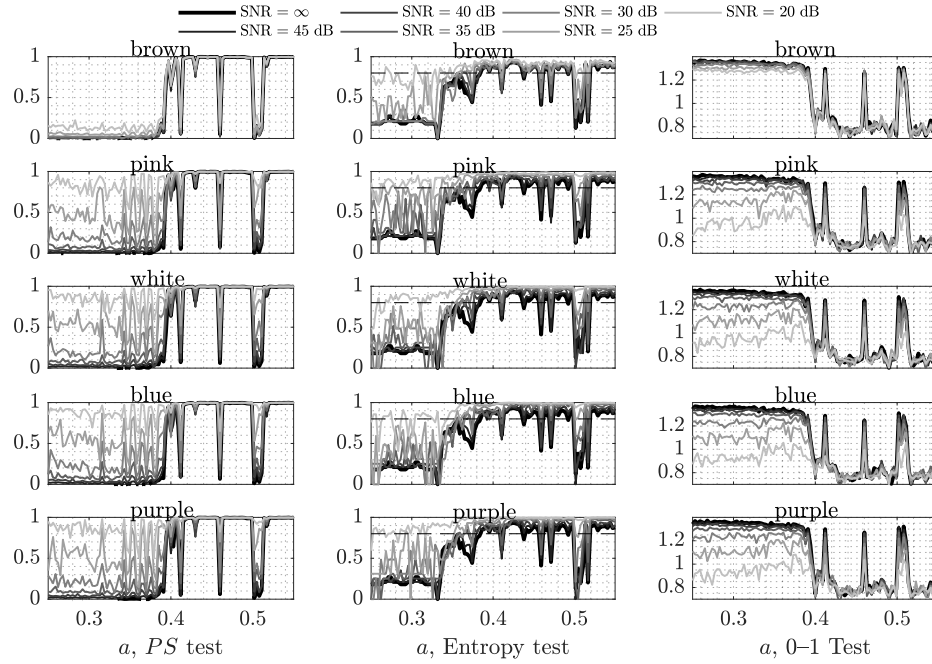 SNR = ∞ SNR = 40 dB SNR = 30 dB SNR = 20 dB
SNR = 45 dB SNR = 35 dB SNR = 25 dB
brown brown brown
1 1 1.2
0.5 0.5 1
0 0 0.8
pink pink pink
1 1 1.2
0.5 0.5 1
0 0 0.8
white white white
1 1 1.2
0.5 0.5 1
0 0 0.8
blue blue blue
1 1 1.2
0.5 0.5 1
0 0 0.8
purple purple purple
1 1 1.2
0.5 0.5 1
0 0 0.8
0.3 0.4 0.5 0.3 0.4 0.5 0.3 0.4 0.5
a, PS test a, Entropy test a, 0–1 Test